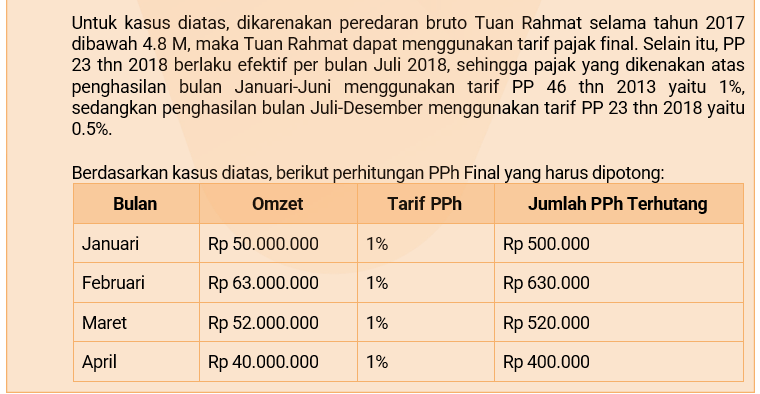 Untuk kasus diatas, dikarenakan peredaran bruto Tuan Rahmat selama tahun 2017
dibawah 4.8 M, maka Tuan Rahmat dapat menggunakan tarif pajak final. Selain itu, PP
23 thn 2018 berlaku efektif per bulan Juli 2018, sehingga pajak yang dikenakan atas
penghasilan bulan Januari-Juni menggunakan tarif PP 46 thn 2013 yaitu 1%,
sedangkan penghasilan bulan Juli-Desember menggunakan tarif PP 23 thn 2018 yaitu
0.5%.
Berdasarkan kasus diatas, berikut perhitungan PPh Final yang harus dipotong:
Bulan Omzet Tarif PPh Jumlah PPh Terhutang
Januari Rp 50.000.000 1% Rp 500.000
Februari Rp 63.000.000 1% Rp 630.000
Maret Rp 52.000.000 1% Rp 520.000
April Rp 40.000.000 1% Rp 400.000